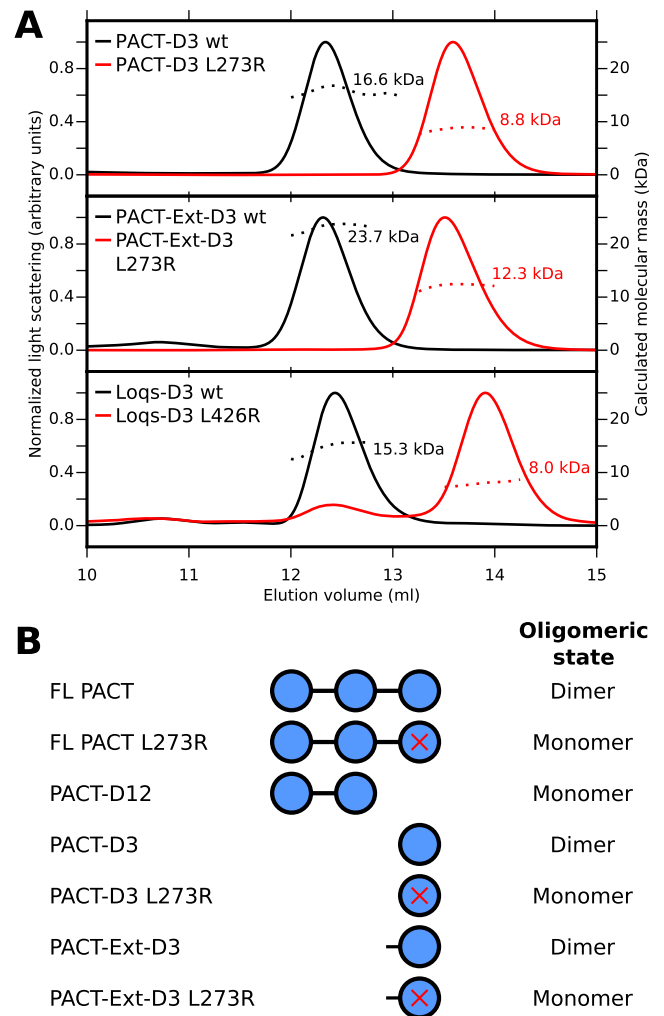 A
PACT-D3 wt
PACT-D3 L273R
16.6 kDa
8.8 kDa
0.8
0.4
0.0
20
10
0
PACT-Ext-D3 wt
PACT-Ext-D3
L273R
23.7 kDa
12.3 kDa
0.8
0.4
0.0
20
10
0
Loqs-D3 wt
Loqs-D3 L426R
15.3 kDa
8.0 kDa
0.8
0.4
0.0
20
10
0
Normalized light scattering (arbitrary units)
Calculated molecular mass (kDa)
10 11 12 13 14 15
Elution volume (ml)
B
Oligomeric
state
FL PACT Dimer
FL PACT L273R Monomer
PACT-D12 Monomer
PACT-D3 Dimer
PACT-D3 L273R Monomer
PACT-Ext-D3 Dimer
PACT-Ext-D3 L273R Monomer